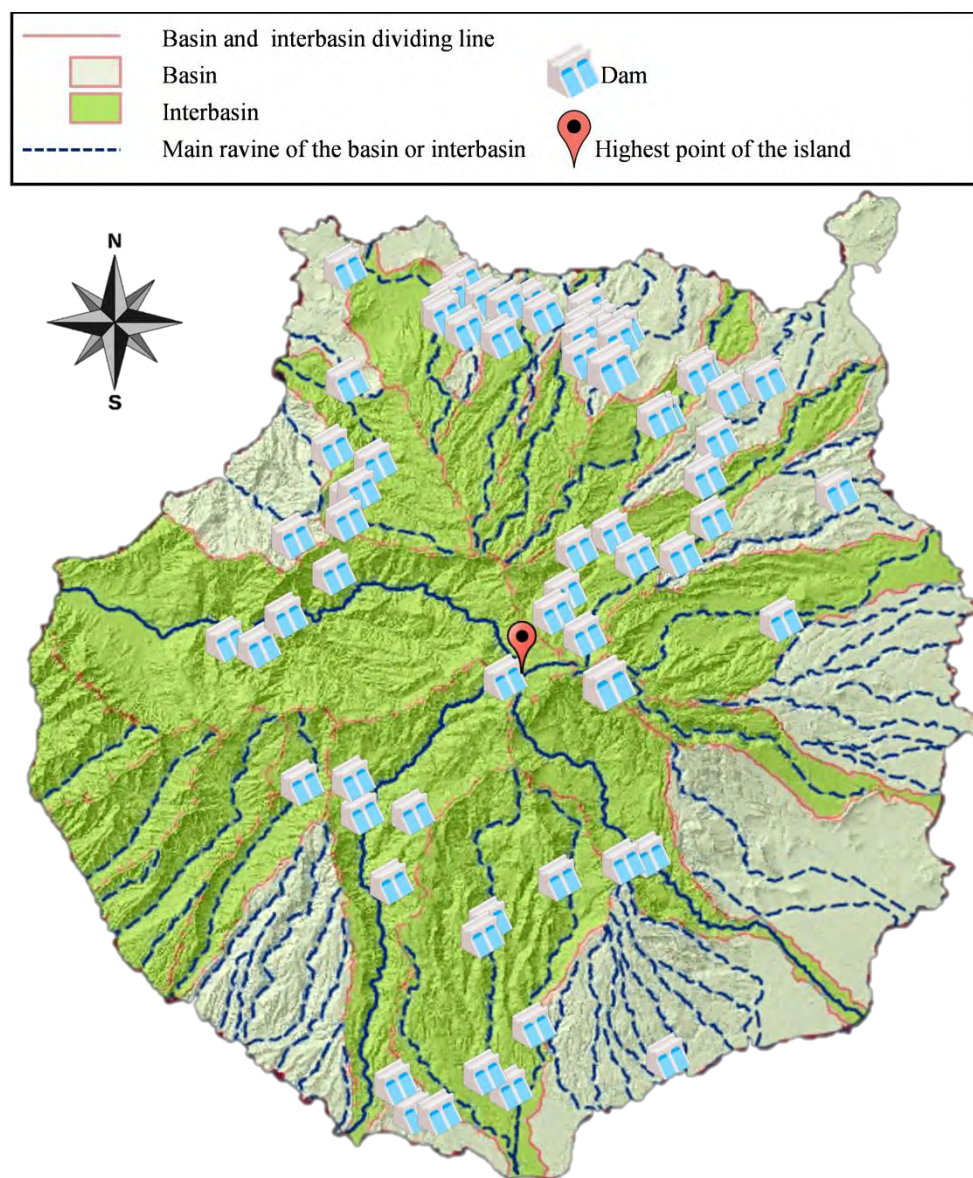 Basin and interbasin dividing line
Basin
Interbasin
Main ravine of the basin or interbasin
Dam
Highest point of the island
N
S